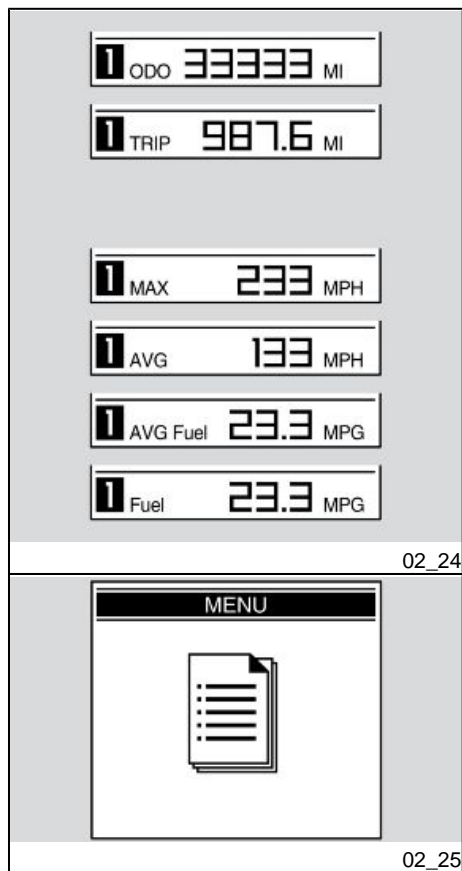 1 ODO 33333 MI
1 TRIP 987.6 MI
1 MAX 233 MPH
1 AVG 133 MPH
1 AVG Fuel 23.3 MPG
1 Fuel 23.3 MPG
02_24
MENU
02_25